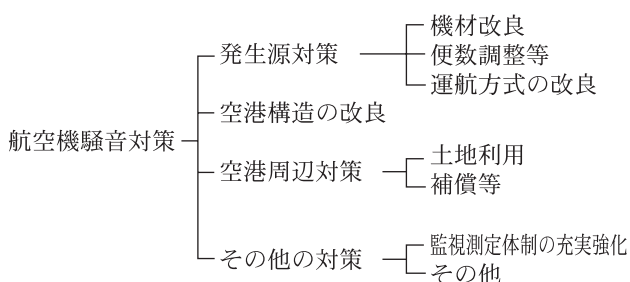 航空機騒音対策
発生源対策
機材改良
便数調整等
運航方式の改良
空港構造の改良
空港周辺対策
土地利用
補償等
その他の対策
監視測定体制の充実強化
その他